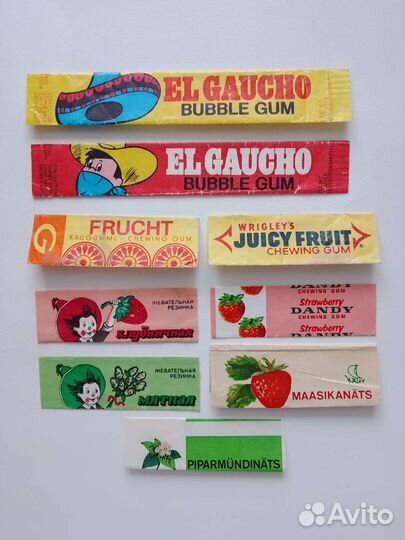 EL GAUCHO
BUBBLE GUM
EL GAUCHO
BUBBLE GUM
G
FRUCHT
KAUGUMMI - CHEWING GUM
WRIGLEY'S
JUICY FRUIT
CHEWING GUM
ЖЕВАТЕЛЬНАЯ
РЕЗИНКА
клубничная
DANDY
CHEWING GUM
Strawberry
DANDY
CHEWING GUM
Strawberry
ЖЕВАТЕЛЬНАЯ
РЕЗИНКА
мятная
Kalev
MAASIKANÄTS
PIPARMÜNDINÄTS
Avito